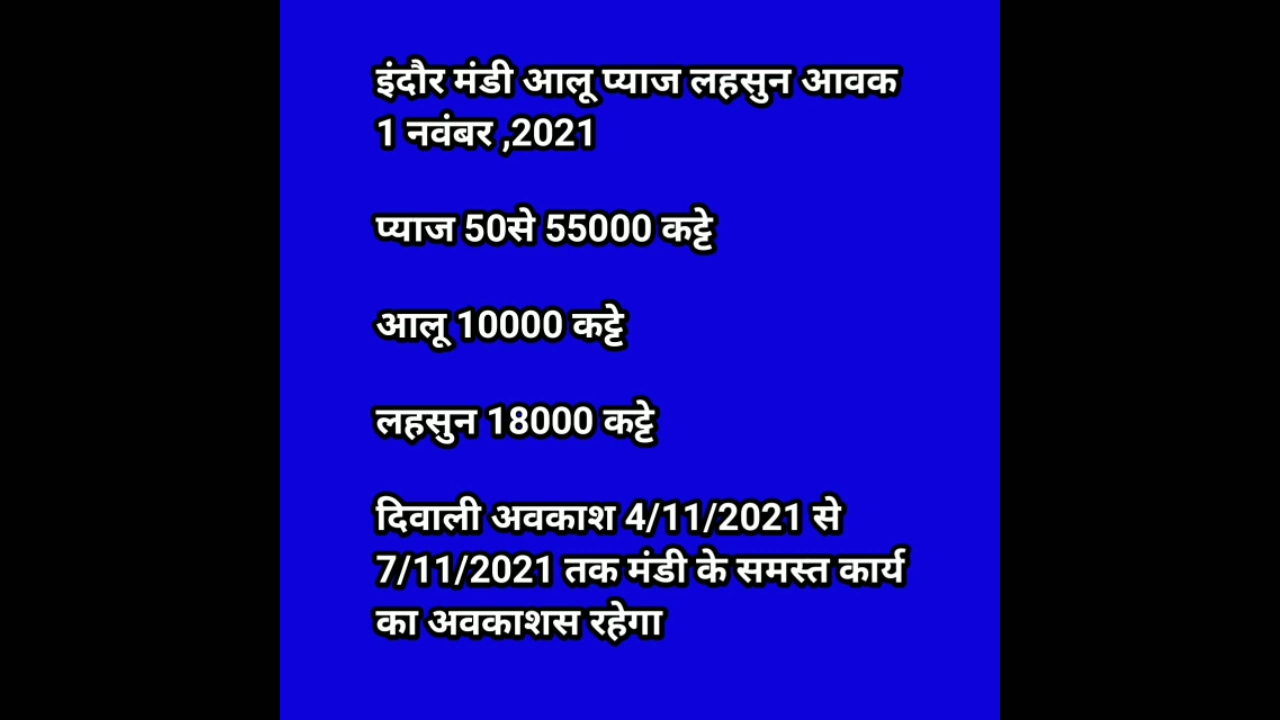 इंदौर मंडी आलू प्याज लहसुन आवक
1 नवंबर ,2021
प्याज 50से 55000 कट्टे
आलू 10000 कट्टे
लहसुन 18000 कट्टे
दिवाली अवकाश 4/11/2021 से
7/11/2021 तक मंडी के समस्त कार्य
का अवकाशस रहेगा